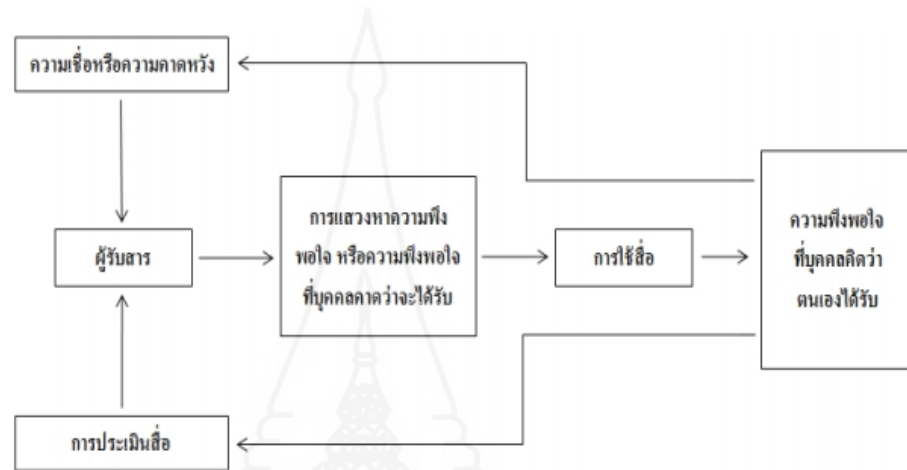 ความเชื่อหรือความคาดหวัง
ผู้รับสาร
การแสวงหาความพึง
พอใจ หรือความพึงพอใจ
ที่บุคคลคาดว่าจะได้รับ
การใช้สื่อ
ความพึงพอใจ
ที่บุคคลคิดว่า
ตนเองได้รับ
การประเมินสื่อ